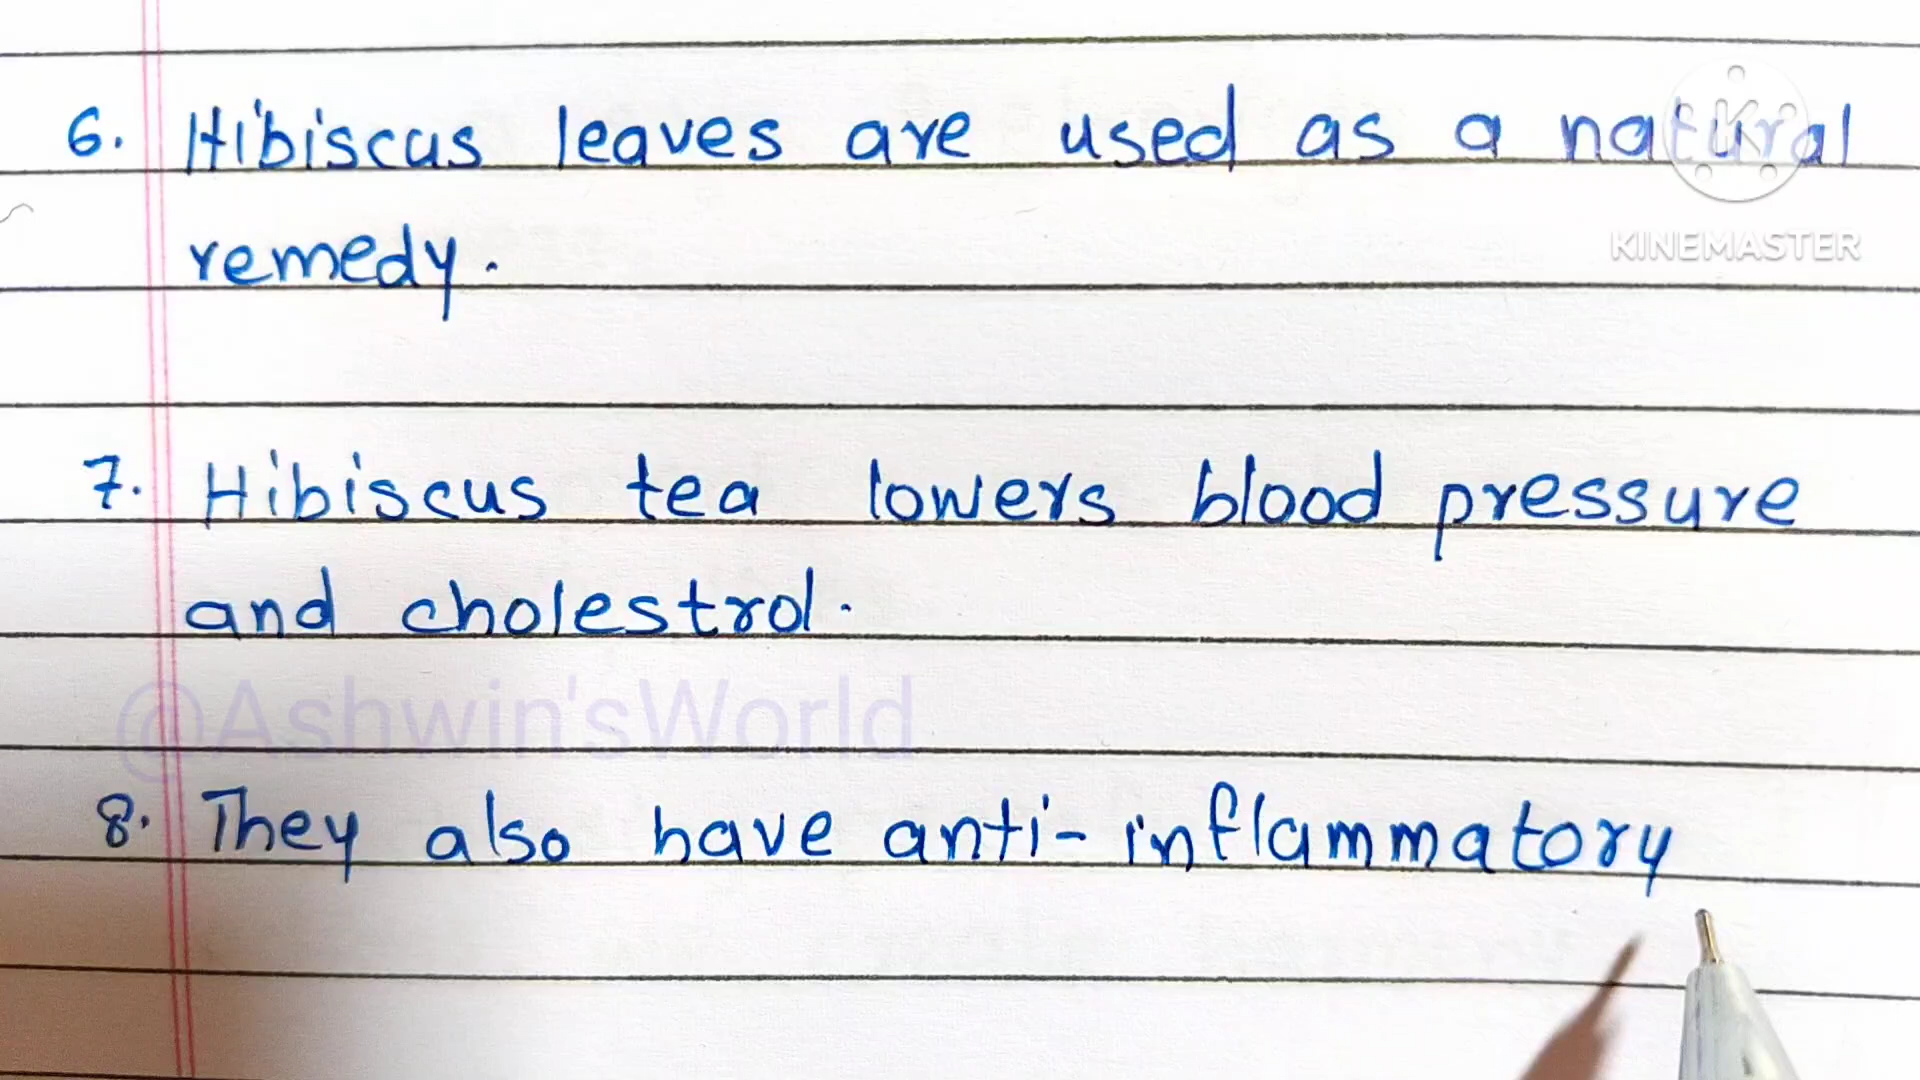 6. Hibiscus leaves are used as a natural
KINEMASTER
remedy.
7. Hibiscus tea lowers blood pressure
and cholestrol.
@Ashwin'sWorld
8. They also have anti-inflammatory